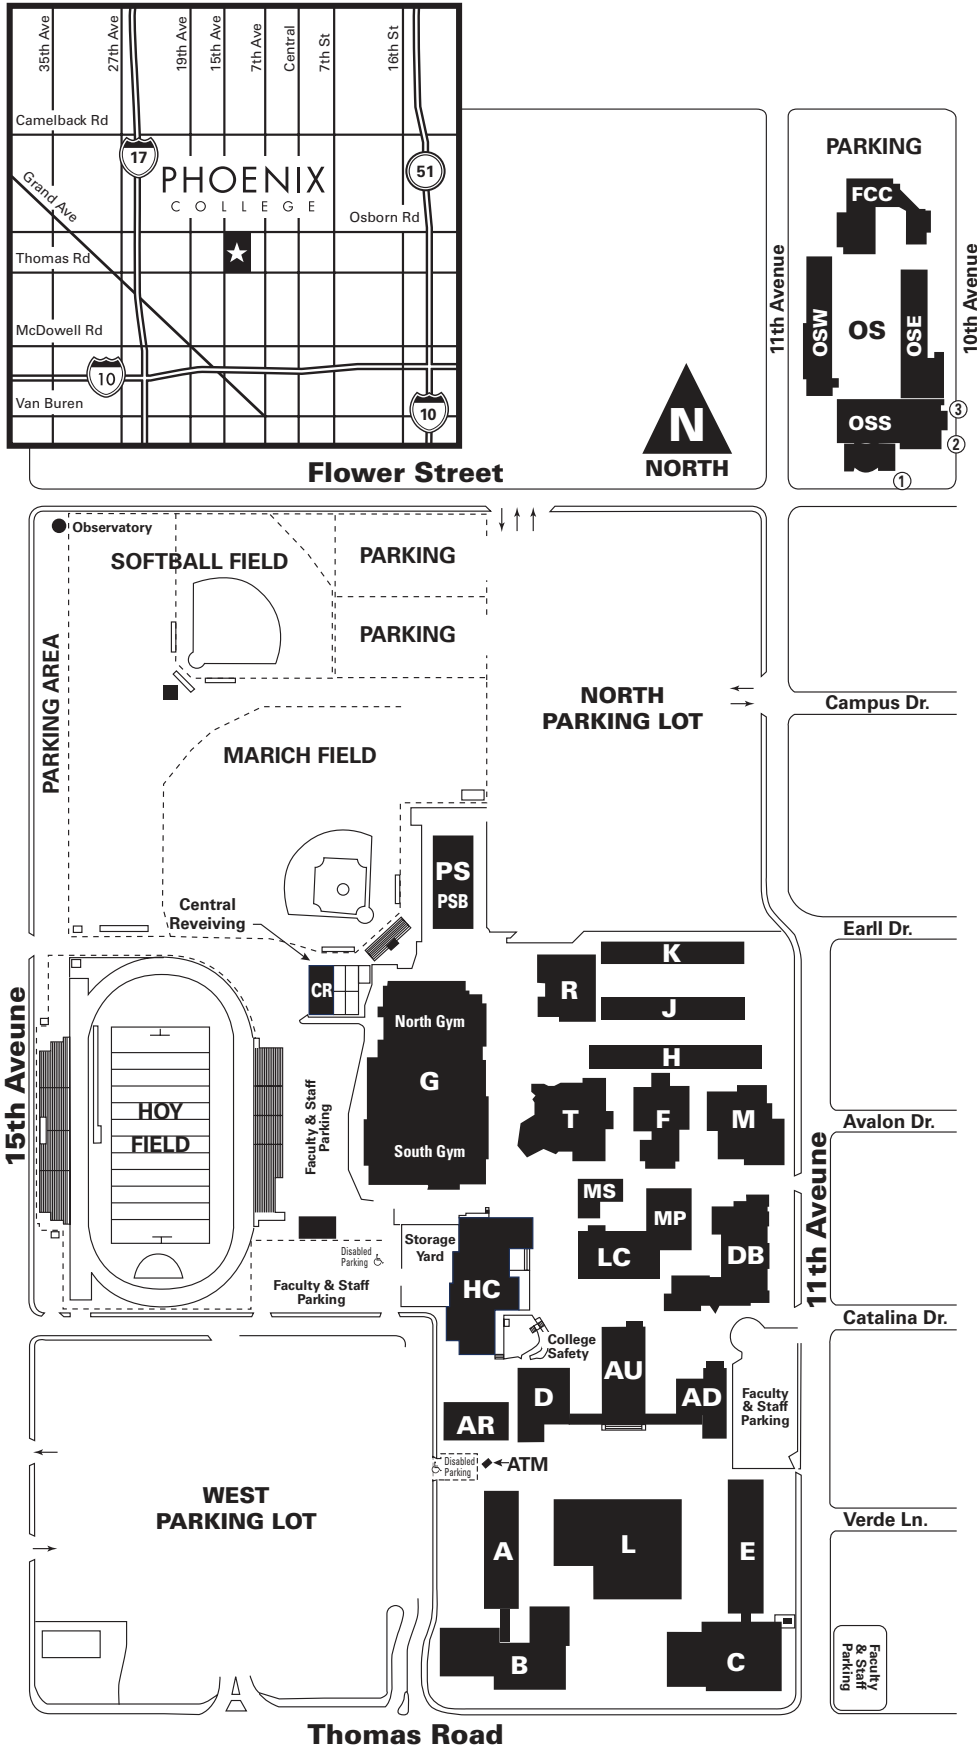 35th Ave
27th Ave
19th Ave
15th Ave
7th Ave
Central
7th St
16th St
Camelback Rd
17
51
PHOENIX
COLLEGE
Grand Ave
Osborn Rd
Thomas Rd
McDowell Rd
10
Van Buren
10
N
NORTH
Flower Street
PARKING
FCC
11th Avenue
10th Avenue
OSW
OS
OSE
OSS
3
2
1
Observatory
SOFTBALL FIELD
PARKING
PARKING
PARKING AREA
NORTH
PARKING LOT
Campus Dr.
MARICH FIELD
PS
PSB
Central
Reveiving
Earll Dr.
K
R
CR
J
North Gym
15th Aveune
H
G
HOY
FIELD
Faculty & Staff
Parking
T
F
M
Avalon Dr.
South Gym
MS
MP
11th Aveune
Storage
Yard
LC
DB
Disabled
Parking
HC
Faculty & Staff
Parking
Catalina Dr.
College
Safety
AU
D
AD
Faculty
& Staff
Parking
AR
Disabled
Parking
ATM
WEST
PARKING LOT
Verde Ln.
A
L
E
B
C
Faculty
& Staff
Parking
Thomas Road